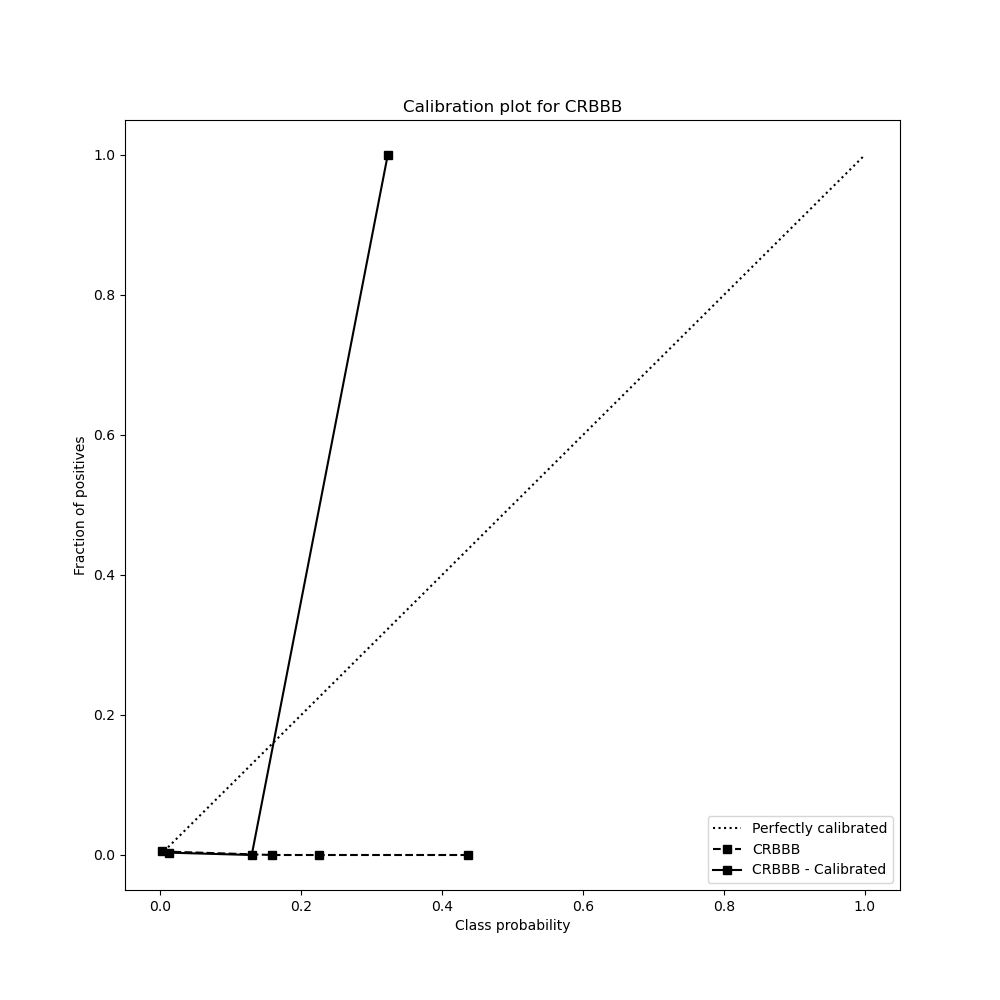 Calibration plot for CRBBB
1.0
0.8
0.6
0.4
0.2
0.0
Fraction of positives
0.0 0.2 0.4 0.6 0.8 1.0
Class probability
Perfectly calibrated
CRBBB
CRBBB - Calibrated